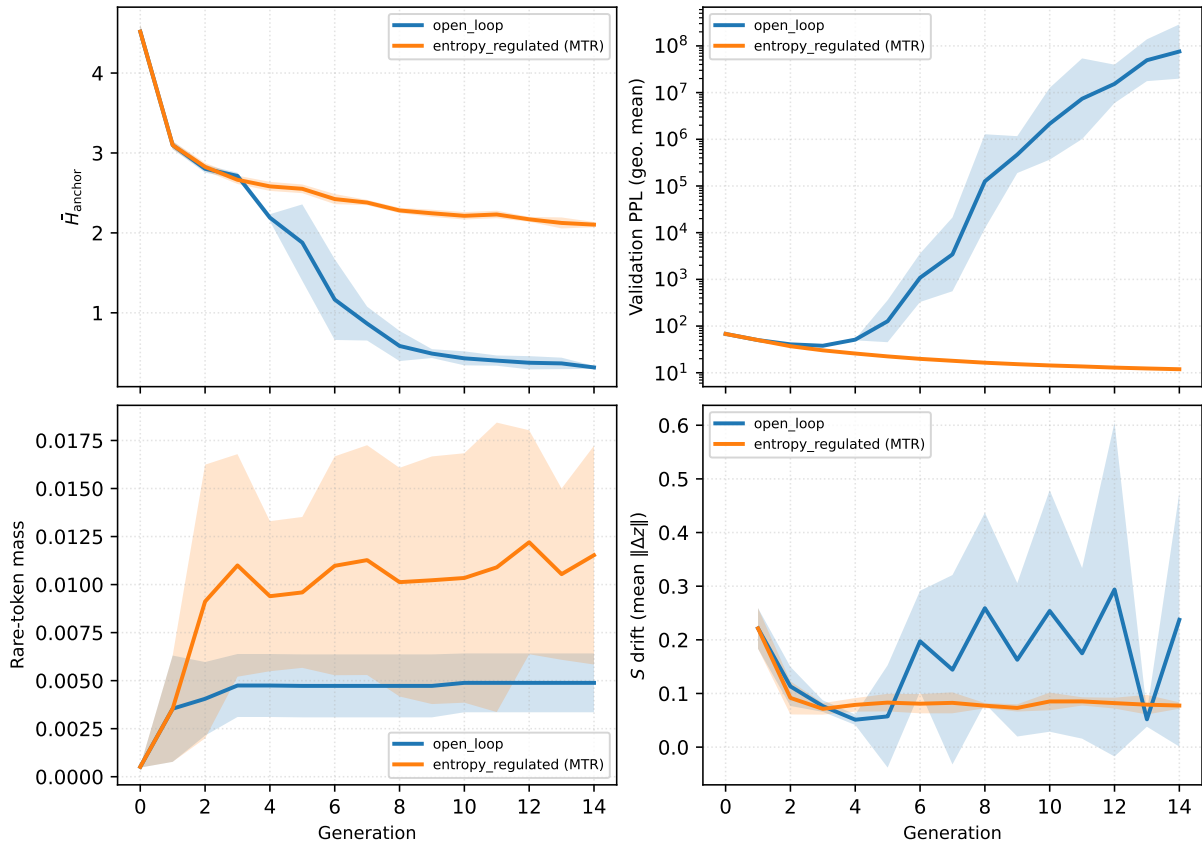 open_loop
entropy_regulated (MTR)
4
3
2
1
H̄anchor
open_loop
entropy_regulated (MTR)
10⁸
10⁷
10⁶
10⁵
10⁴
10³
10²
10¹
Validation PPL (geo. mean)
0.0175
0.0150
0.0125
0.0100
0.0075
0.0050
0.0025
0.0000
Rare-token mass
open_loop
entropy_regulated (MTR)
0 2 4 6 8 10 12 14
Generation
open_loop
entropy_regulated (MTR)
0.6
0.5
0.4
0.3
0.2
0.1
0.0
S drift (mean ‖Δz‖)
0 2 4 6 8 10 12 14
Generation